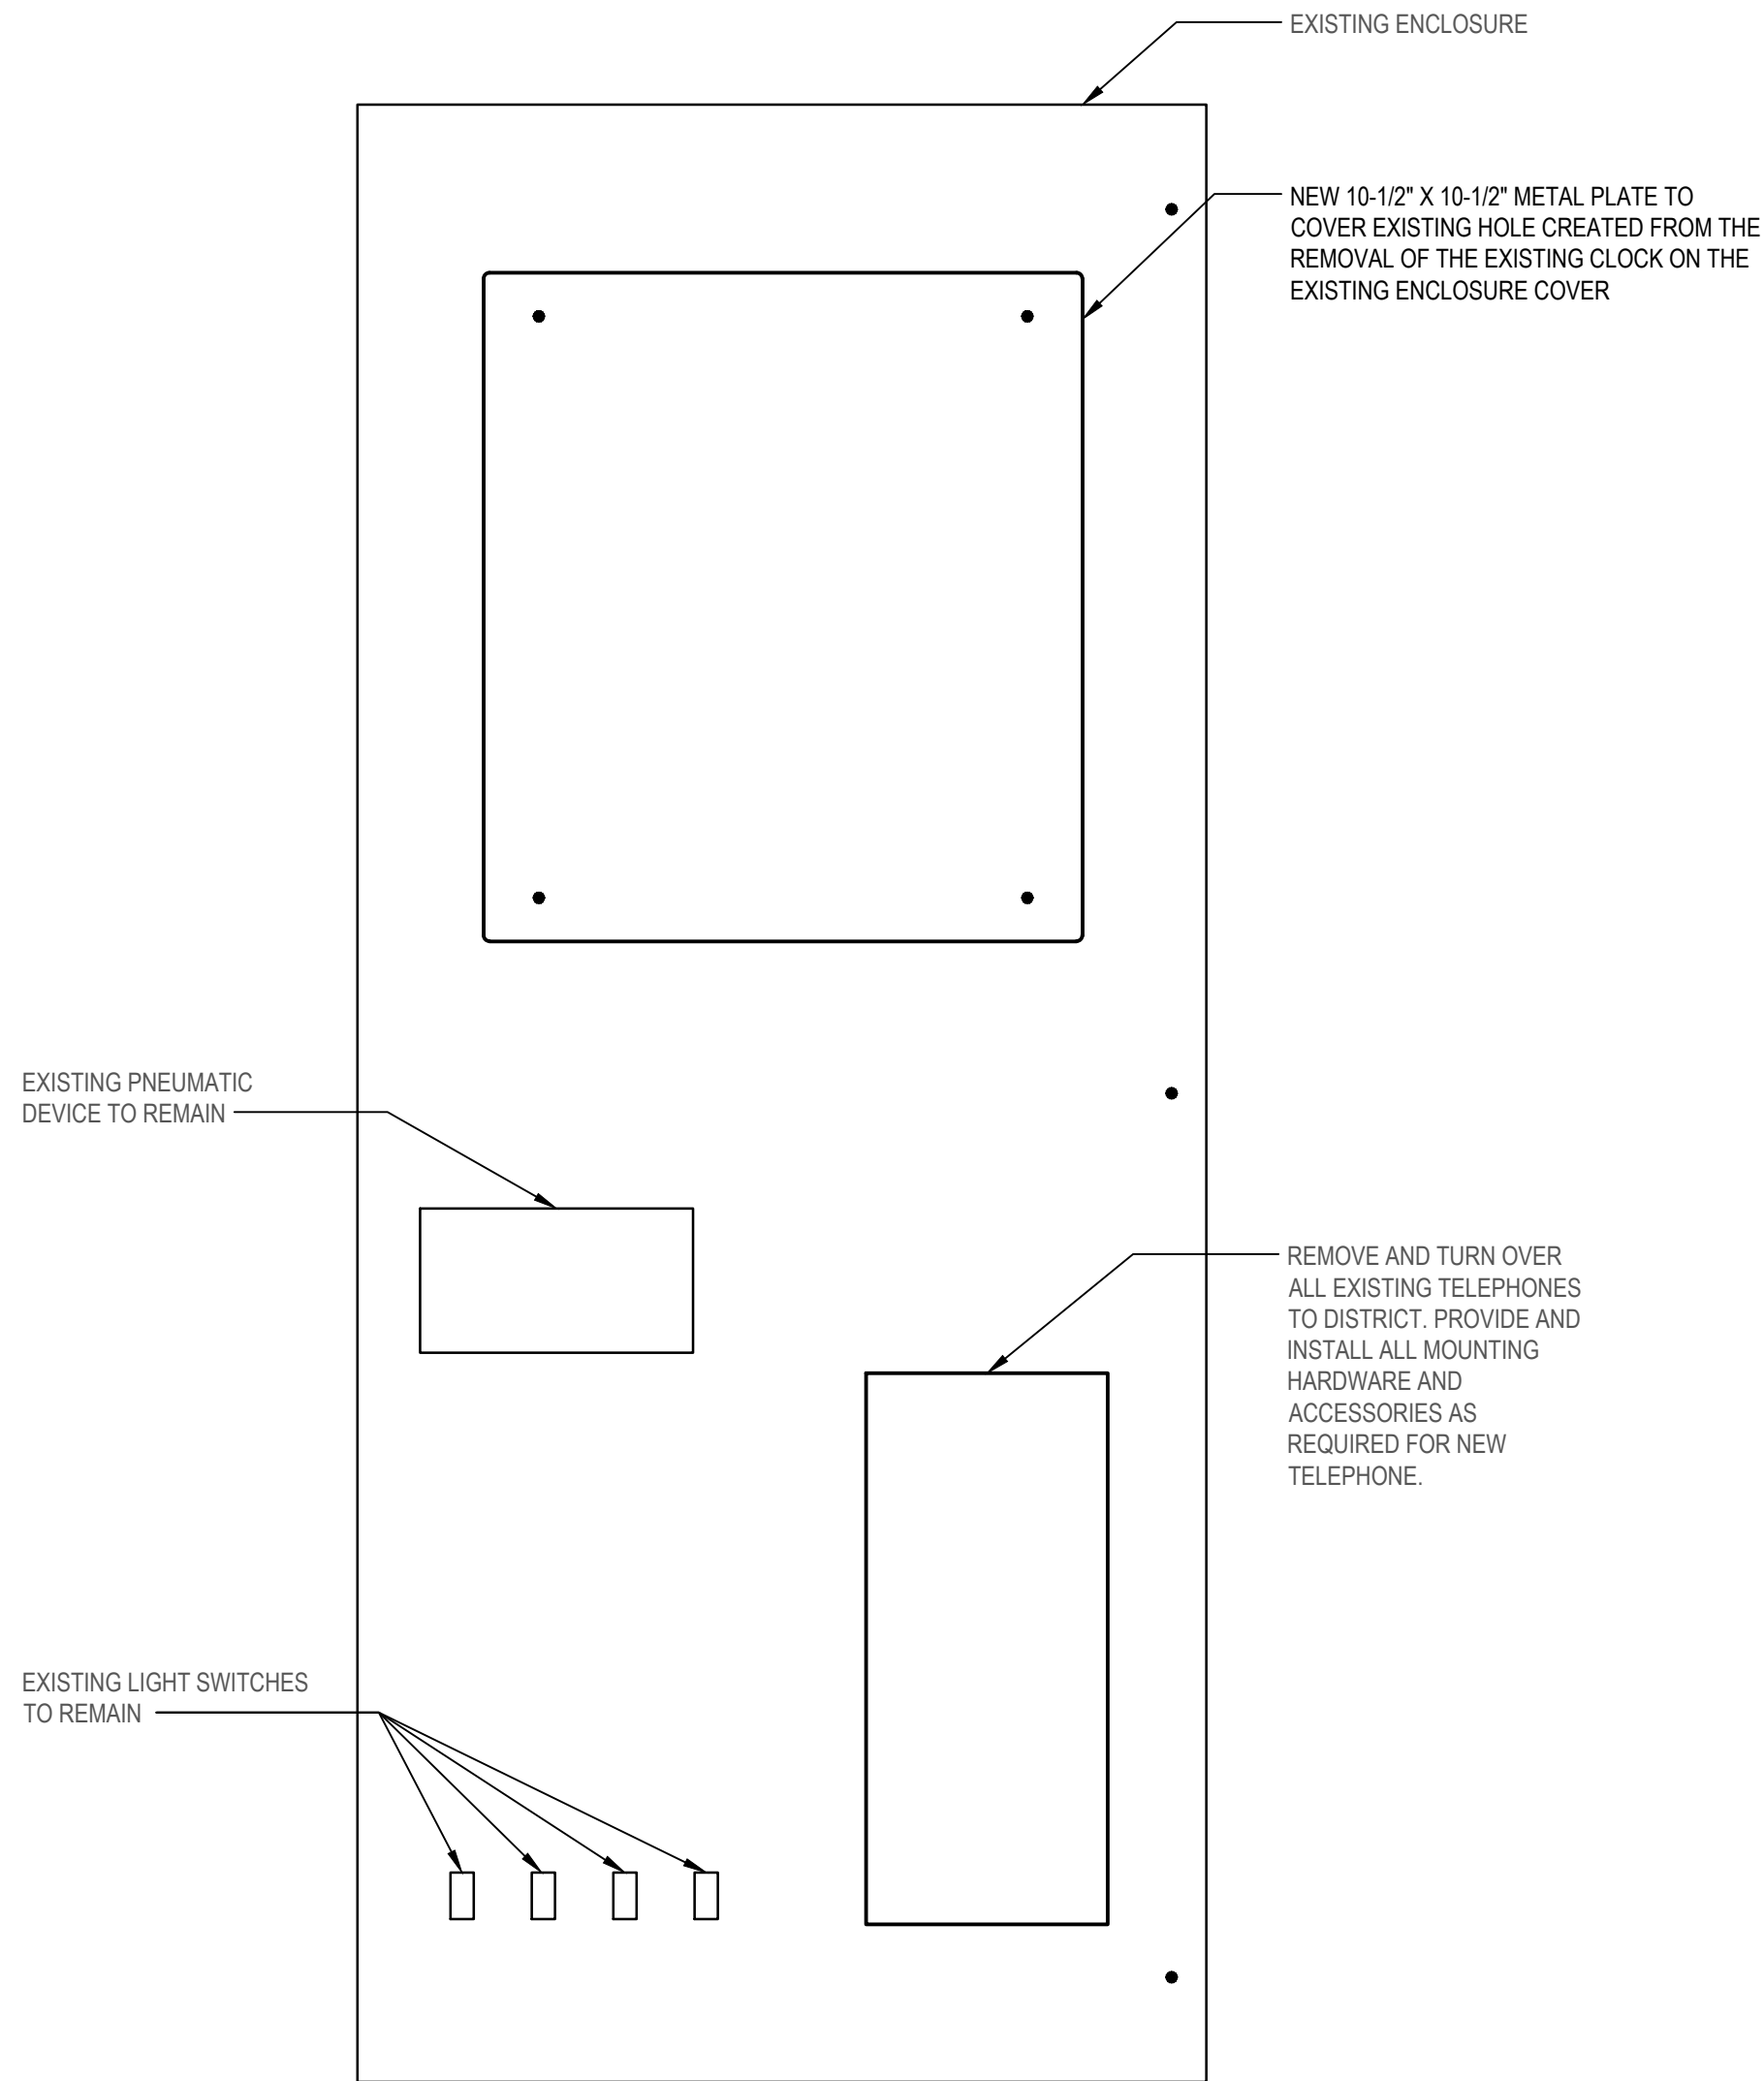 EXISTING ENCLOSURE
NEW 10-1/2" X 10-1/2" METAL PLATE TO
COVER EXISTING HOLE CREATED FROM THE
REMOVAL OF THE EXISTING CLOCK ON THE
EXISTING ENCLOSURE COVER
EXISTING PNEUMATIC
DEVICE TO REMAIN
REMOVE AND TURN OVER
ALL EXISTING TELEPHONES
TO DISTRICT. PROVIDE AND
INSTALL ALL MOUNTING
HARDWARE AND
ACCESSORIES AS
REQUIRED FOR NEW
TELEPHONE.
EXISTING LIGHT SWITCHES
TO REMAIN